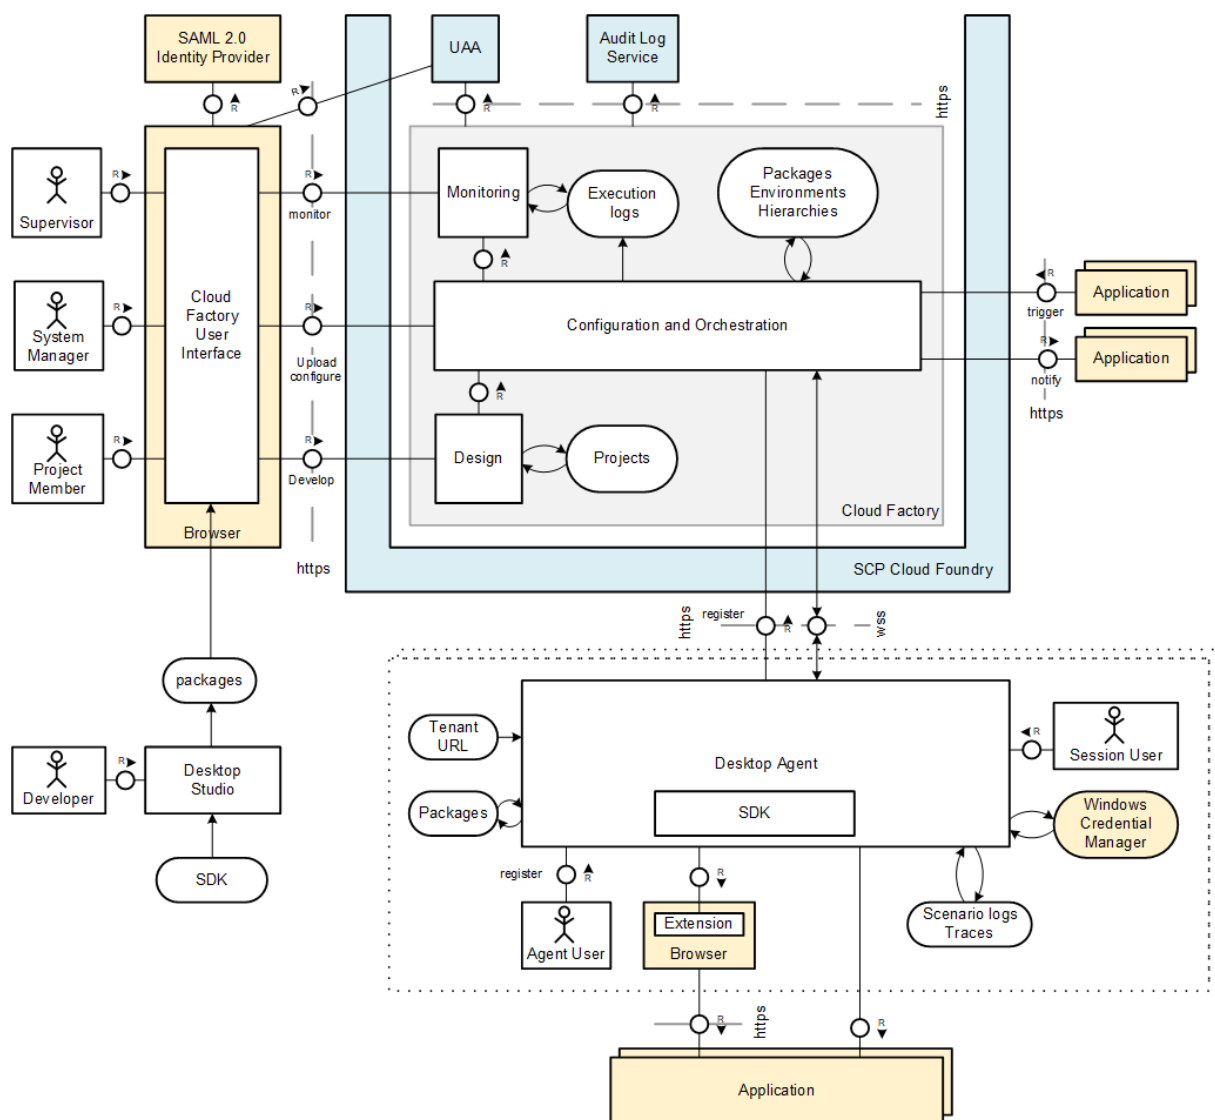 SAML 2.0
Identity Provider
UAA
Audit Log
Service
R
R
R
R
https
Supervisor
R
R
monitor
Monitoring
Execution
logs
Packages
Environments
Hierarchies
R
System
Manager
R
Cloud
Factory
User
Interface
R
Upload
configure
Configuration and Orchestration
R
trigger
Application
R
notify
Application
https
R
Project
Member
R
R
Develop
Design
Projects
Browser
https
Cloud Factory
SCP Cloud Foundry
https
register
R
wss
packages
Developer
R
Desktop
Studio
SDK
Tenant
URL
Packages
Desktop Agent
SDK
R
Session User
Windows
Credential
Manager
register
R
Agent User
R
Extension
Browser
Scenario logs
Traces
R
https
R
Application